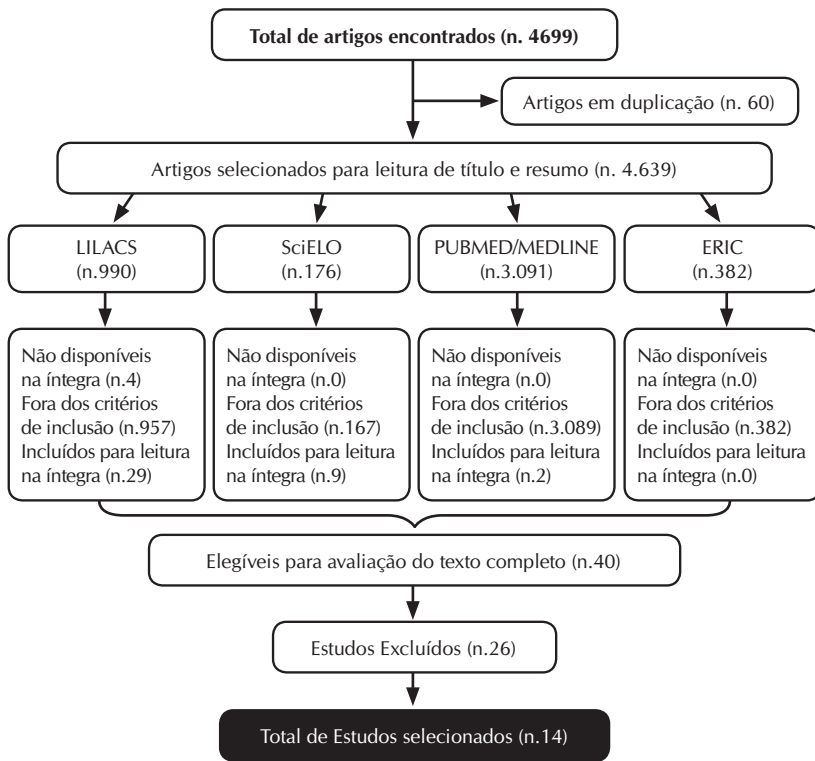 Total de artigos encontrados (n. 4699)
Artigos em duplicação (n. 60)
Artigos selecionados para leitura de título e resumo (n. 4.639)
LILACS
(n.990)
SciELO
(n.176)
PUBMED/MEDLINE
(n.3.091)
ERIC
(n.382)
Não disponíveis
na íntegra (n.4)
Fora dos critérios
de inclusão (n.957)
Incluídos para leitura
na íntegra (n.29)
Não disponíveis
na íntegra (n.0)
Fora dos critérios
de inclusão (n.167)
Incluídos para leitura
na íntegra (n.9)
Não disponíveis
na íntegra (n.0)
Fora dos critérios
de inclusão (n.3.089)
Incluídos para leitura
na íntegra (n.2)
Não disponíveis
na íntegra (n.0)
Fora dos critérios
de inclusão (n.382)
Incluídos para leitura
na íntegra (n.0)
Elegíveis para avaliação do texto completo (n.40)
Estudos Excluídos (n.26)
Total de Estudos selecionados (n.14)